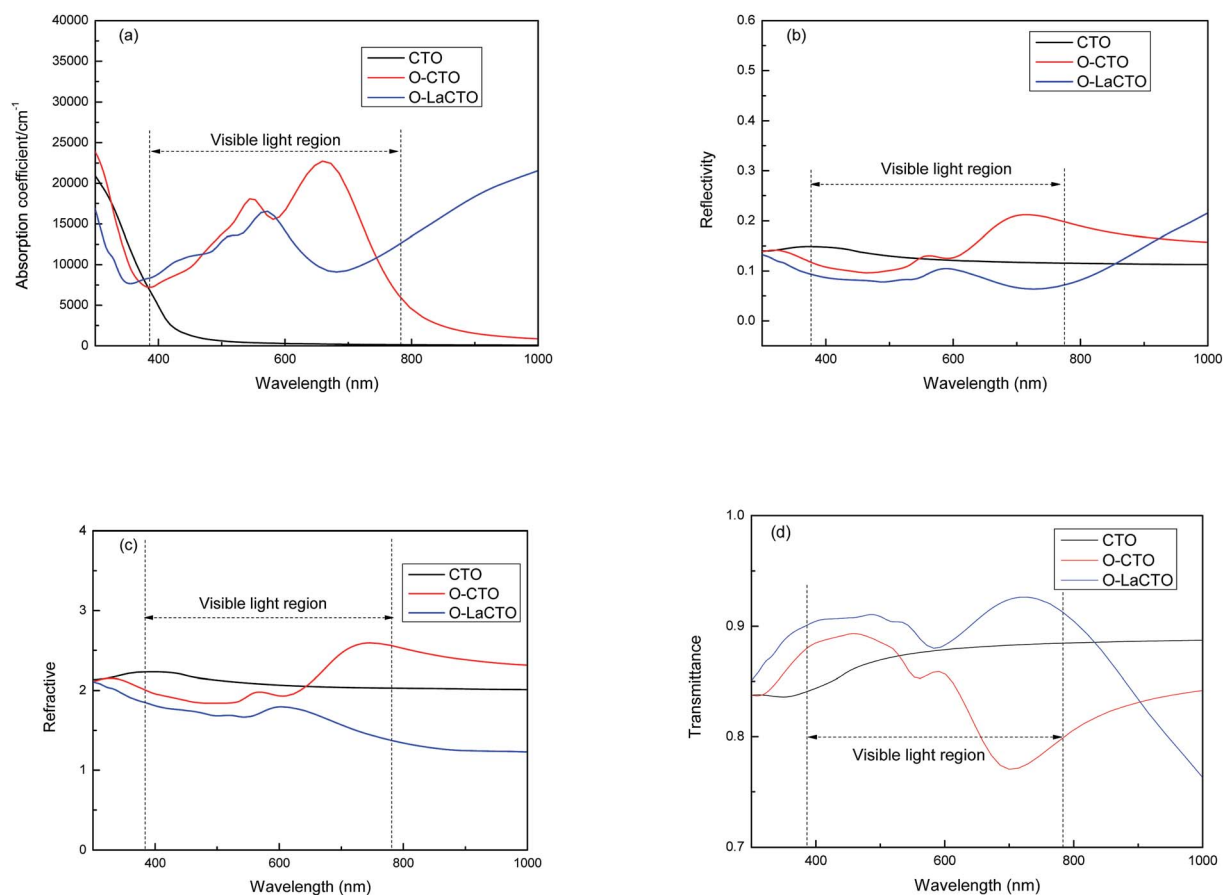 (a)
CTO
O-CTO
O-LaCTO
Visible light region
Absorption coefficient/cm⁻¹
40000
35000
30000
25000
20000
15000
10000
5000
0
400
600
800
1000
Wavelength (nm)
(b)
CTO
O-CTO
O-LaCTO
Visible light region
Reflectivity
0.6
0.5
0.4
0.3
0.2
0.1
0.0
400
600
800
1000
Wavelength (nm)
(c)
CTO
O-CTO
O-LaCTO
Visible light region
Refractive
4
3
2
1
0
400
600
800
1000
Wavelength (nm)
(d)
CTO
O-CTO
O-LaCTO
Visible light region
Transmittance
1.0
0.9
0.8
0.7
400
600
800
1000
Wavelength (nm)